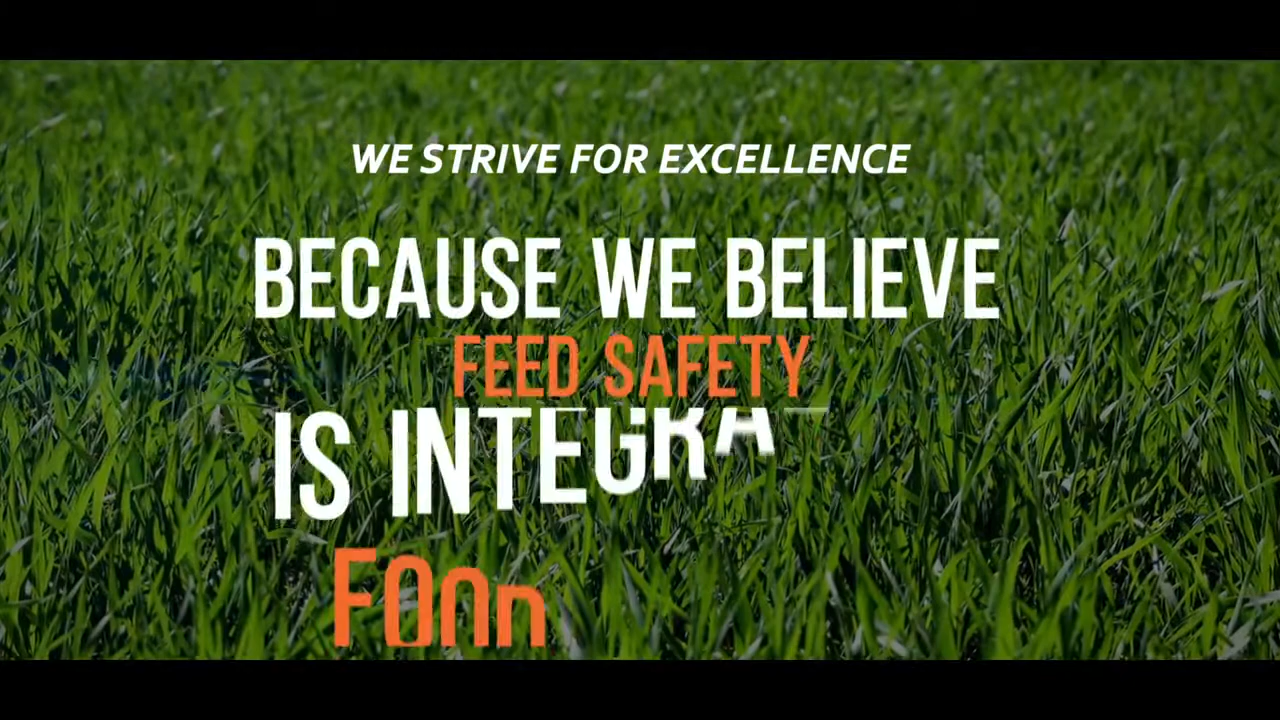 WE STRIVE FOR EXCELLENCE
BECAUSE WE BELIEVE
FEED SAFETY
IS